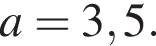 a = 3,5.